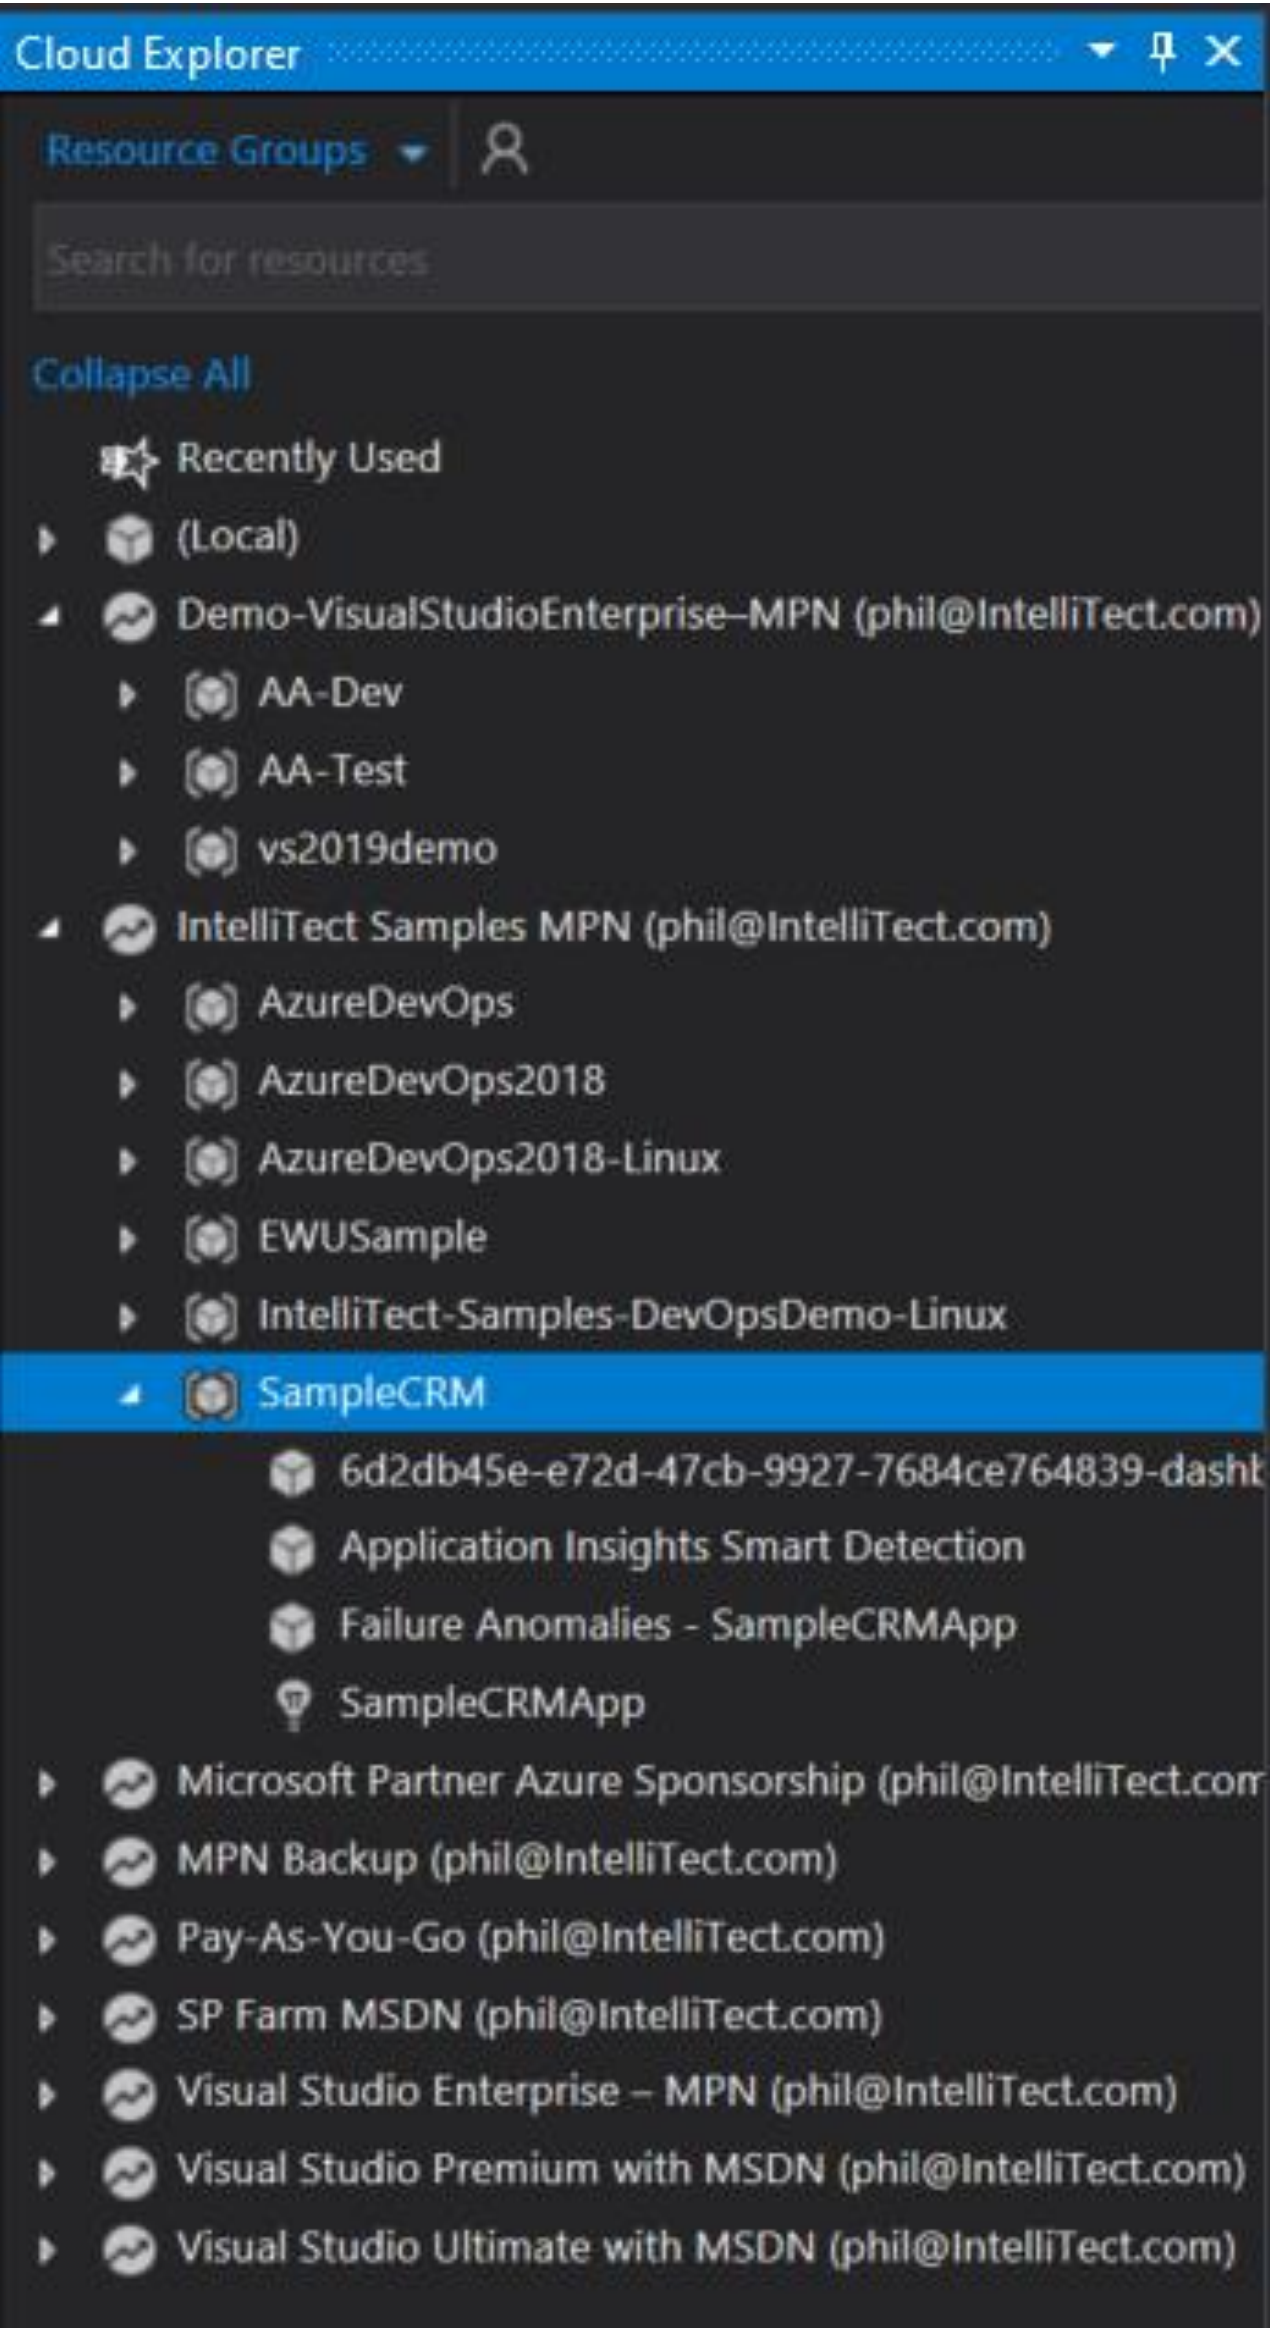 Cloud Explorer
Resource Groups
Search for resources
Collapse All
Recently Used
(Local)
Demo-VisualStudioEnterprise–MPN (phil@IntelliTect.com)
AA-Dev
AA-Test
vs2019demo
IntelliTect Samples MPN (phil@IntelliTect.com)
AzureDevOps
AzureDevOps2018
AzureDevOps2018-Linux
EWUSample
IntelliTect-Samples-DevOpsDemo-Linux
SampleCRM
6d2db45e-e72d-47cb-9927-7684ce764839-dashb
Application Insights Smart Detection
Failure Anomalies - SampleCRMApp
SampleCRMApp
Microsoft Partner Azure Sponsorship (phil@IntelliTect.com
MPN Backup (phil@IntelliTect.com)
Pay-As-You-Go (phil@IntelliTect.com)
SP Farm MSDN (phil@IntelliTect.com)
Visual Studio Enterprise – MPN (phil@IntelliTect.com)
Visual Studio Premium with MSDN (phil@IntelliTect.com)
Visual Studio Ultimate with MSDN (phil@IntelliTect.com)